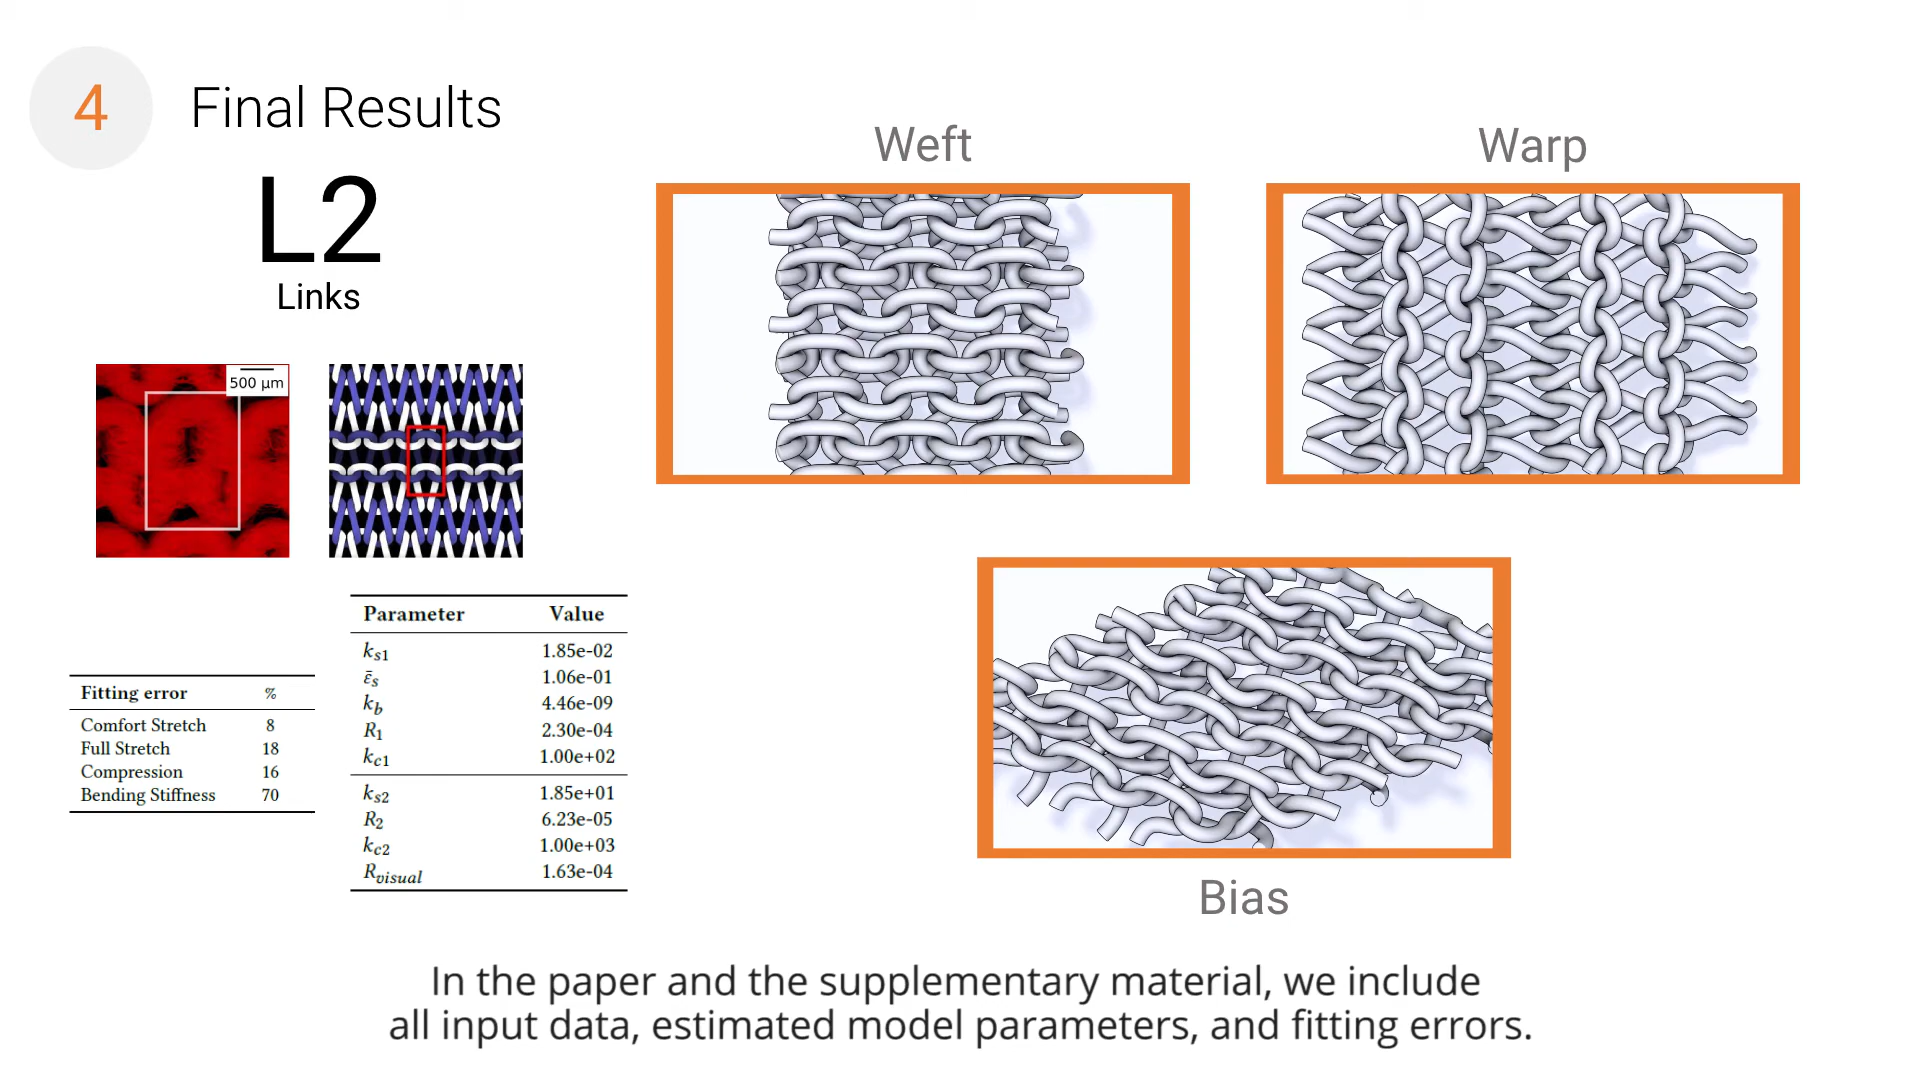 4
Final Results
L2
Links
500 µm
Fitting error %
Comfort Stretch 8
Full Stretch 18
Compression 16
Bending Stiffness 70
Parameter Value
k_s1 1.85e-02
ε̄_s 1.06e-01
k_b 4.46e-09
R_1 2.30e-04
k_c1 1.00e+02
k_s2 1.85e+01
R_2 6.23e-05
k_c2 1.00e+03
R_visual 1.63e-04
Weft
Warp
Bias
In the paper and the supplementary material, we include
all input data, estimated model parameters, and fitting errors.